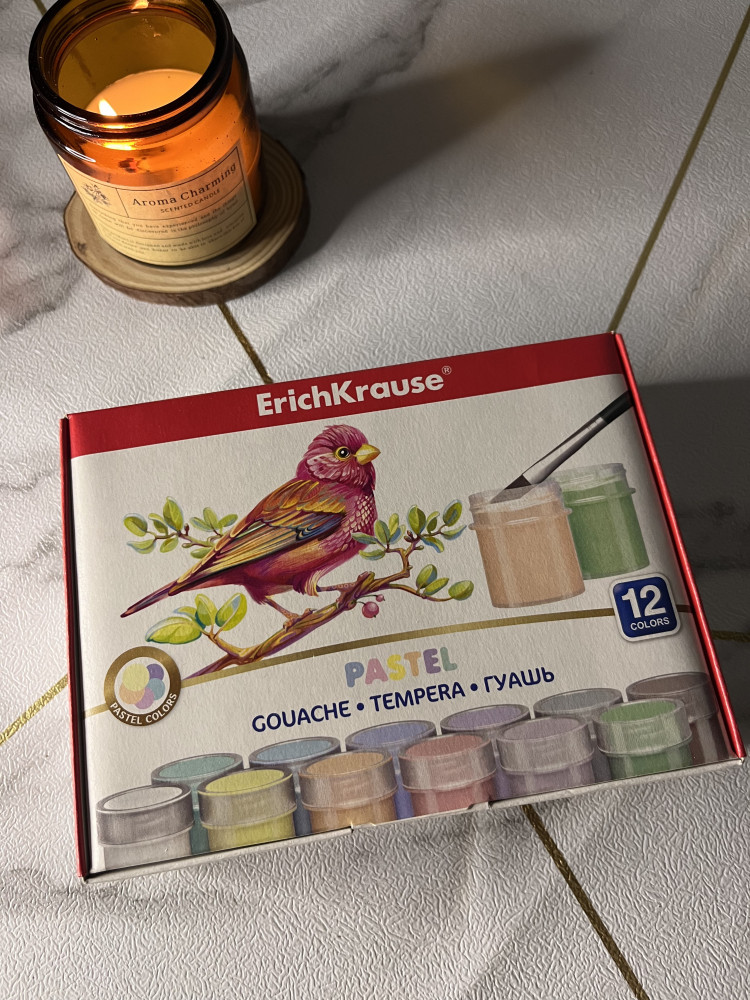 Aroma Charming
SCENTED CANDLE
ErichKrause®
12
COLORS
PASTEL
GOUACHE • TEMPERA • ГУАШЬ
PASTEL COLORS